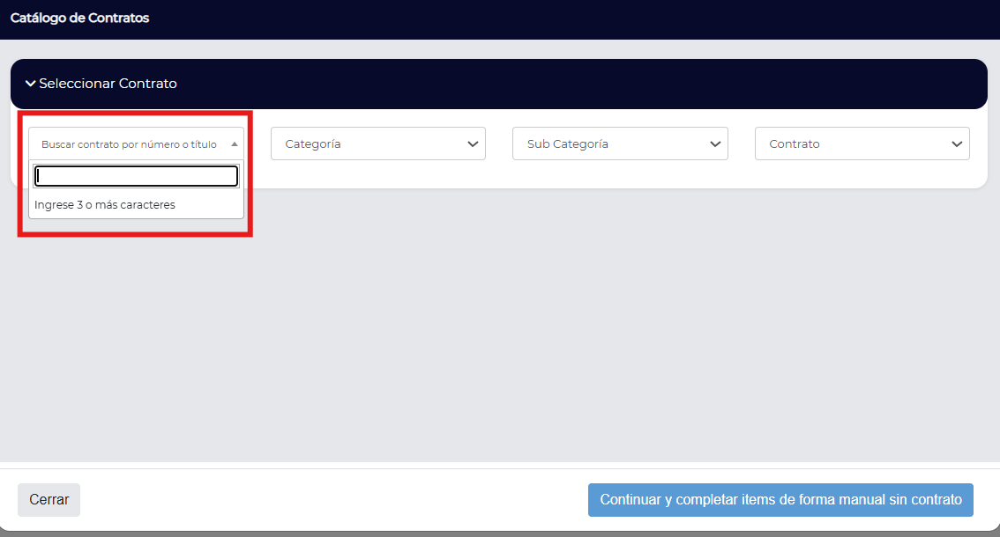 Catálogo de Contratos
Seleccionar Contrato
Buscar contrato por número o título
Categoría
Sub Categoría
Contrato
Ingrese 3 o más caracteres
Cerrar
Continuar y completar items de forma manual sin contrato